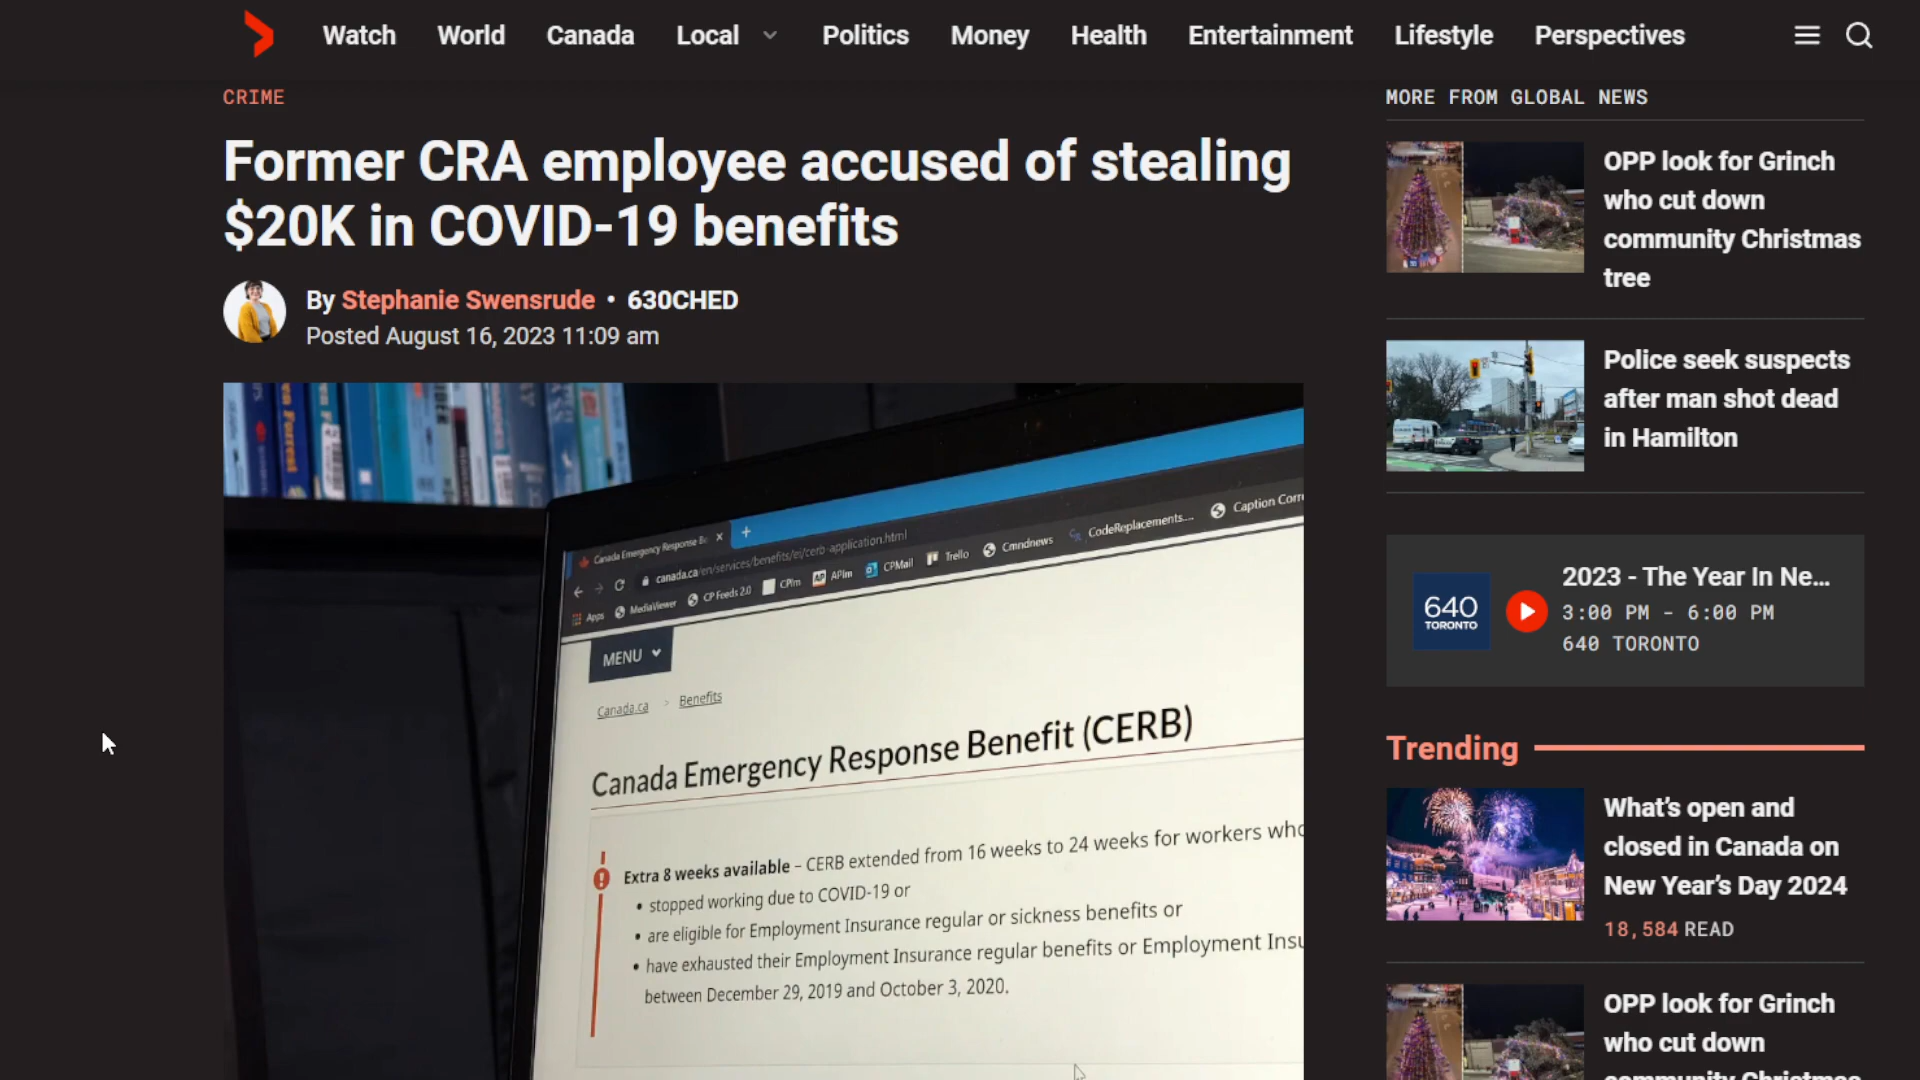 Watch World Canada Local Politics Money Health Entertainment Lifestyle Perspectives
CRIME
Former CRA employee accused of stealing
$20K in COVID-19 benefits
By Stephanie Swensrude • 630CHED
Posted August 16, 2023 11:09 am
Canada Emergency Response Be
canada.ca/en/services/benefits/ei/cerb-application.html
Apps MediaViewer CP Feeds 2.0 CPIm APIm CPMail Trello Cmndnews CodeReplacements.... Caption Corre
MENU
Canada.ca > Benefits
Canada Emergency Response Benefit (CERB)
Extra 8 weeks available – CERB extended from 16 weeks to 24 weeks for workers who
• stopped working due to COVID-19 or
• are eligible for Employment Insurance regular or sickness benefits or
• have exhausted their Employment Insurance regular benefits or Employment Insu
between December 29, 2019 and October 3, 2020.
MORE FROM GLOBAL NEWS
OPP look for Grinch
who cut down
community Christmas
tree
Police seek suspects
after man shot dead
in Hamilton
640
TORONTO
2023 - The Year In Ne...
3:00 PM - 6:00 PM
640 TORONTO
Trending
What's open and
closed in Canada on
New Year's Day 2024
18,584 READ
OPP look for Grinch
who cut down
community Christmas